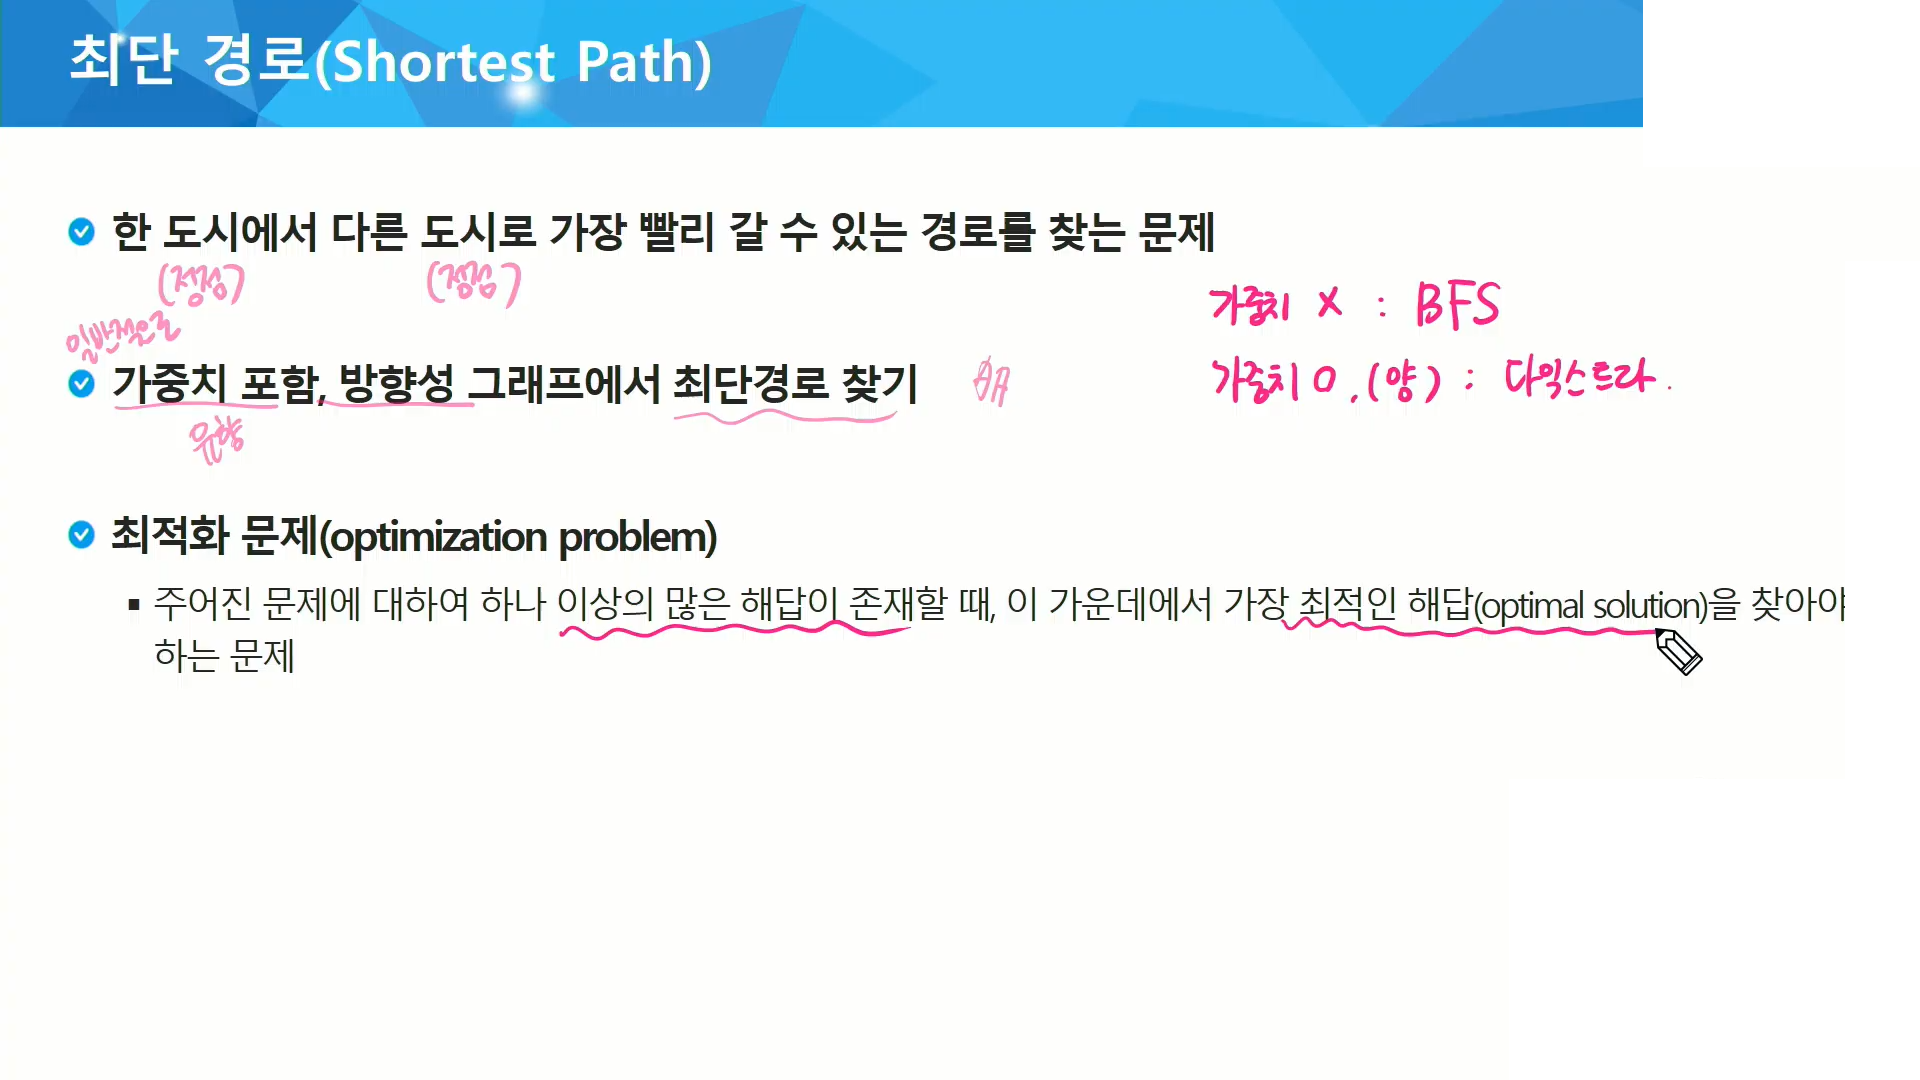 최단 경로(Shortest Path)
한 도시에서 다른 도시로 가장 빨리 갈 수 있는 경로를 찾는 문제
(정점) (정점)
가중치 X : BFS
일반적으로
가중치 포함, 방향성 그래프에서 최단경로 찾기
가중치 O, (양) : 다익스트라.
최적화 문제(optimization problem)
▪ 주어진 문제에 대하여 하나 이상의 많은 해답이 존재할 때, 이 가운데에서 가장 최적인 해답(optimal solution)을 찾아야
하는 문제